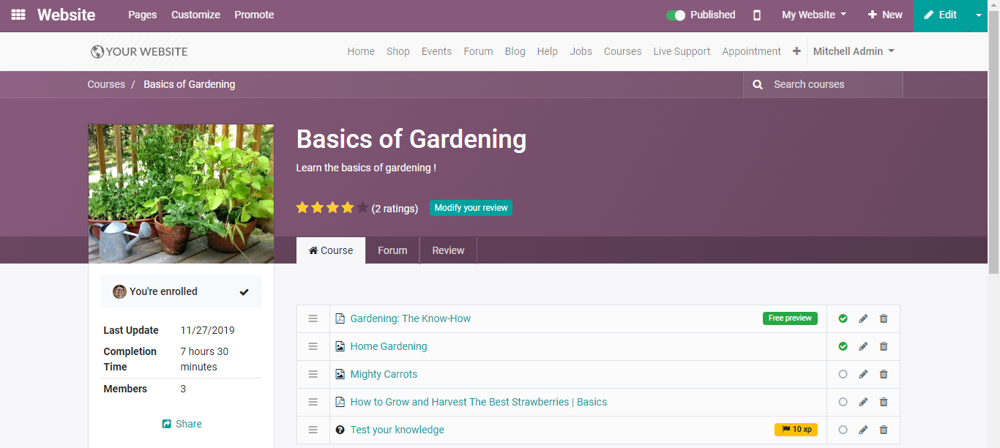 Website Pages Customize Promote Published My Website New Edit
YOUR WEBSITE Home Shop Events Forum Blog Help Jobs Courses Live Support Appointment Mitchell Admin
Courses / Basics of Gardening Search courses
Basics of Gardening
Learn the basics of gardening !
(2 ratings) Modify your review
Course Forum Review
You're enrolled
Last Update 11/27/2019
Completion Time 7 hours 30 minutes
Members 3
Share
Gardening: The Know-How Free preview
Home Gardening
Mighty Carrots
How to Grow and Harvest The Best Strawberries | Basics
Test your knowledge 10 xp